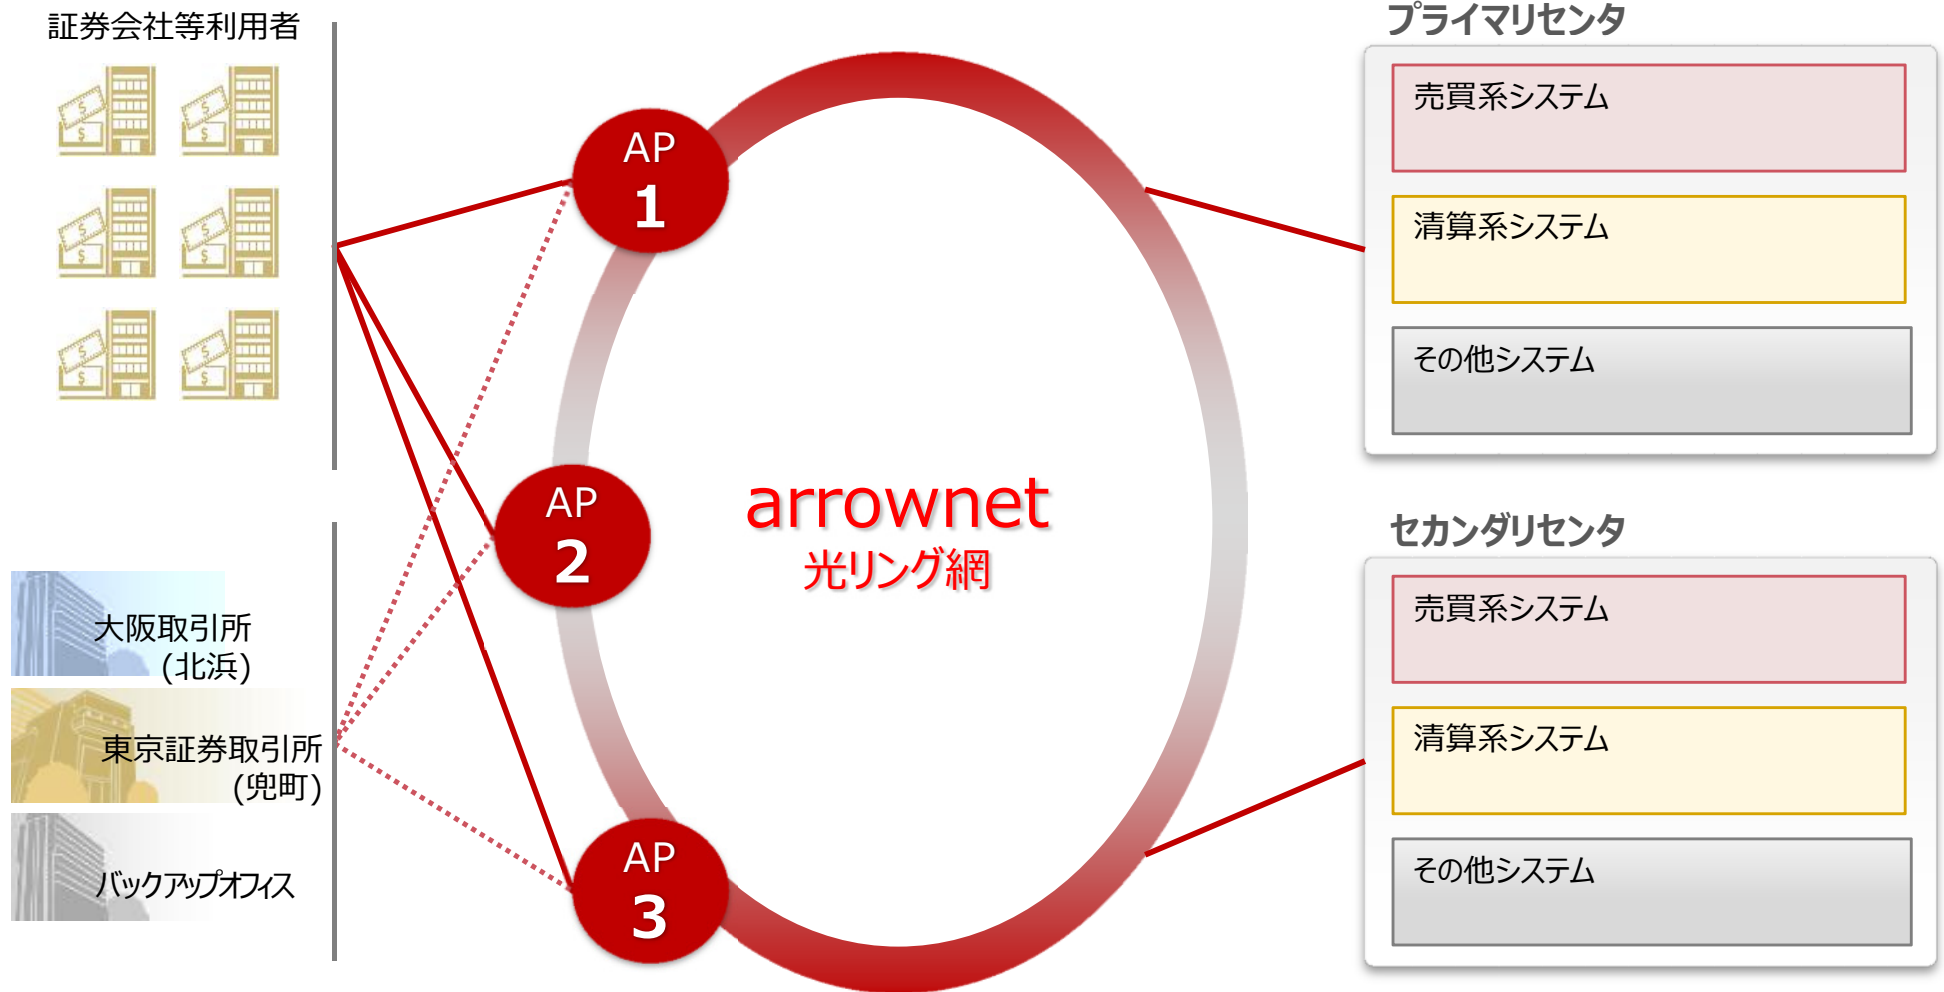 証券会社等利用者
大阪取引所
(北浜)
東京証券取引所
(兜町)
バックアップオフィス
AP
1
AP
2
AP
3
arrownet
光リング網
プライマリセンタ
売買系システム
清算系システム
その他システム
セカンダリセンタ
売買系システム
清算系システム
その他システム